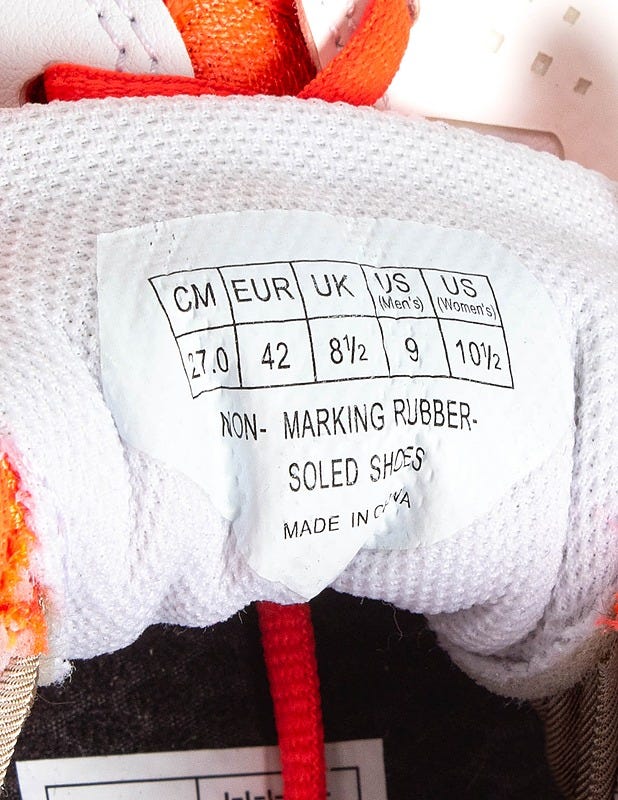 CM EUR UK US (Men's) US (Women's)
27.0 42 8½ 9 10½
NON- MARKING RUBBER-
SOLED SHOES
MADE IN CHINA